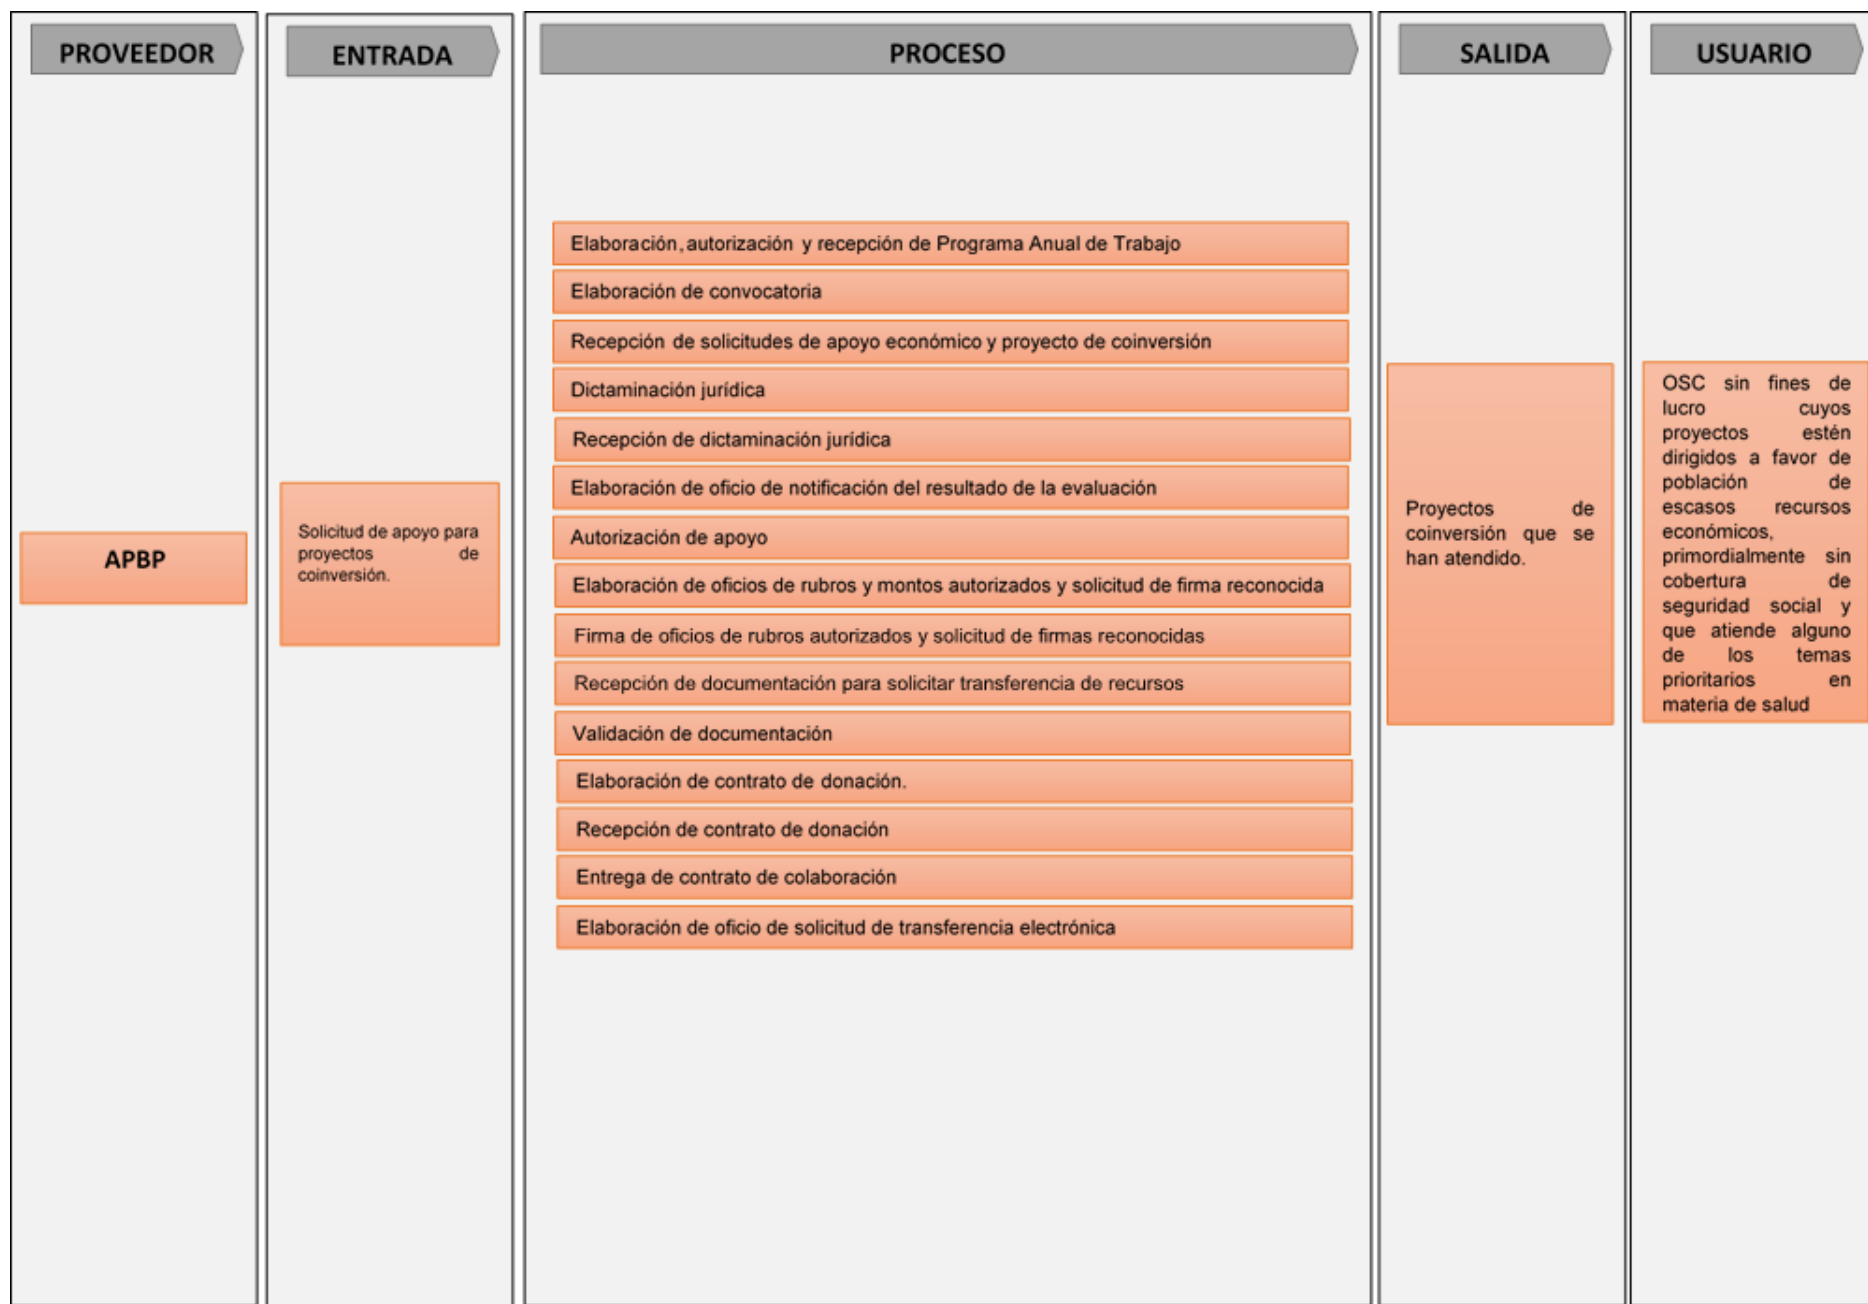 PROVEEDOR
ENTRADA
PROCESO
SALIDA
USUARIO
APBP
Solicitud de apoyo para
proyectos de
coinversión.
Elaboración, autorización y recepción de Programa Anual de Trabajo
Elaboración de convocatoria
Recepción de solicitudes de apoyo económico y proyecto de coinversión
Dictaminación jurídica
Recepción de dictaminación jurídica
Elaboración de oficio de notificación del resultado de la evaluación
Autorización de apoyo
Elaboración de oficios de rubros y montos autorizados y solicitud de firma reconocida
Firma de oficios de rubros autorizados y solicitud de firmas reconocidas
Recepción de documentación para solicitar transferencia de recursos
Validación de documentación
Elaboración de contrato de donación.
Recepción de contrato de donación
Entrega de contrato de colaboración
Elaboración de oficio de solicitud de transferencia electrónica
Proyectos de
coinversión que se
han atendido.
OSC sin fines de
lucro cuyos
proyectos estén
dirigidos a favor de
población de
escasos recursos
económicos,
primordialmente sin
cobertura de
seguridad social y
que atiende alguno
de los temas
prioritarios en
materia de salud